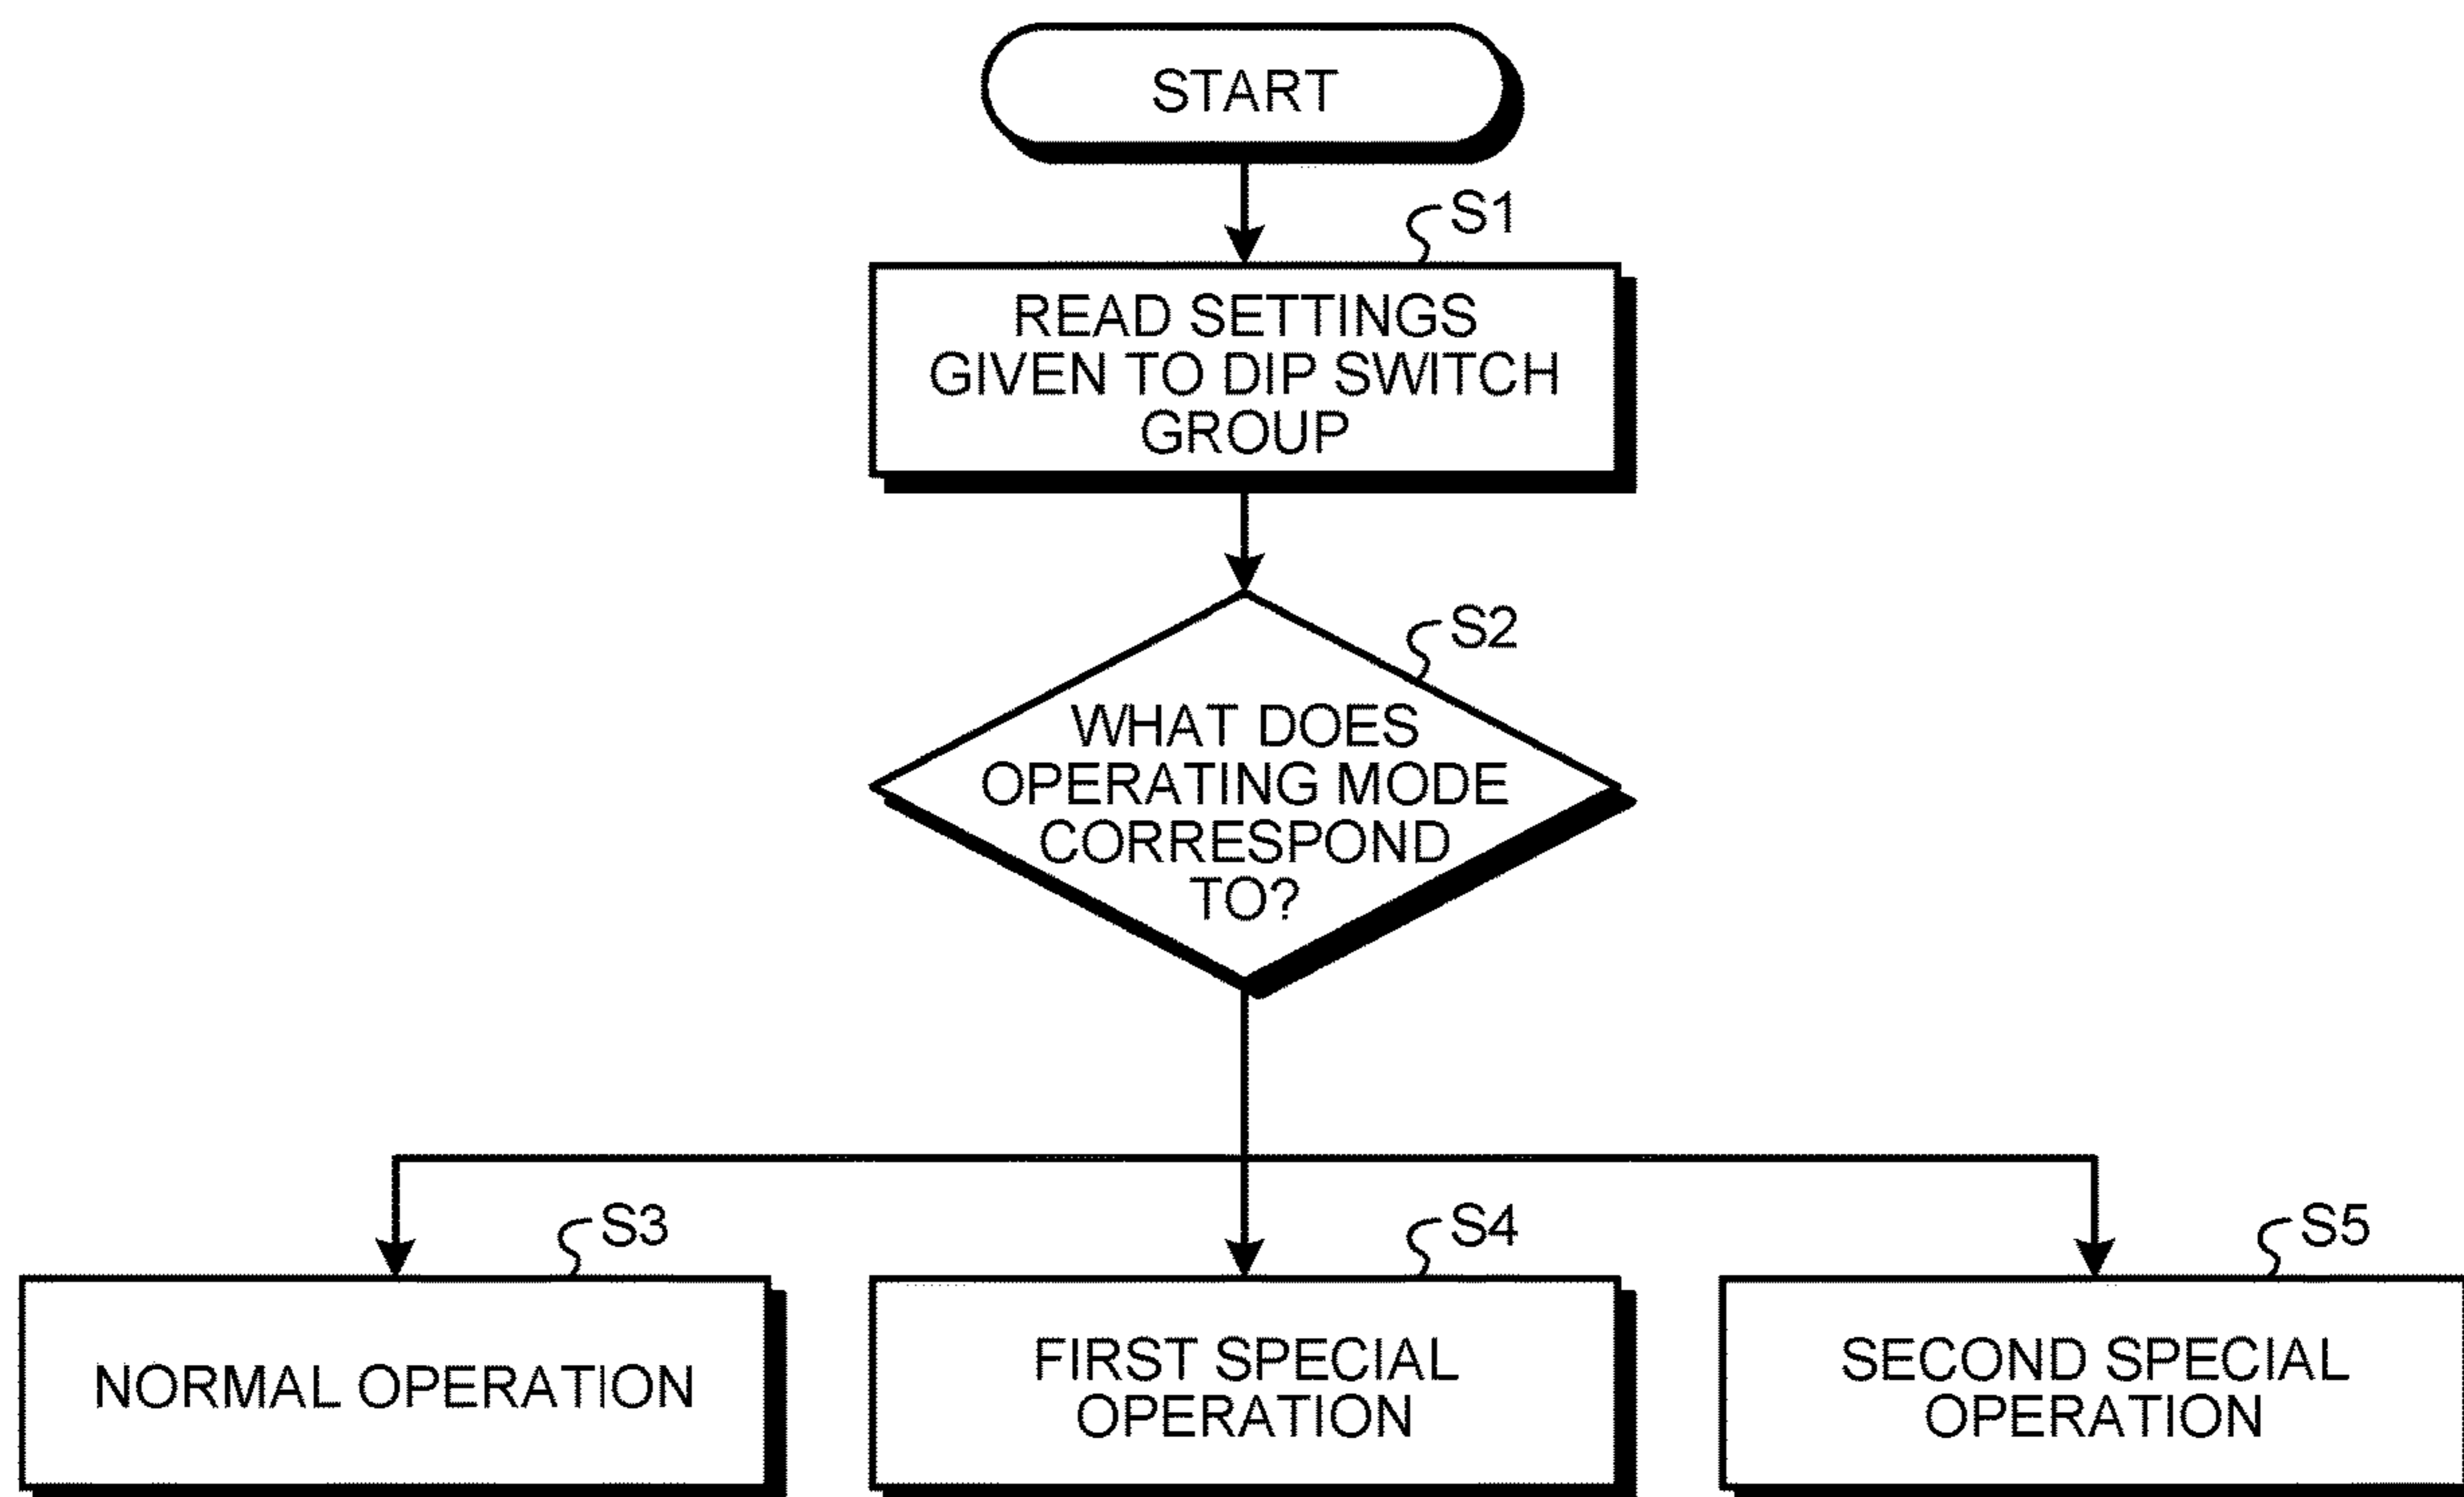 START
S1
READ SETTINGS
GIVEN TO DIP SWITCH
GROUP
S2
WHAT DOES
OPERATING MODE
CORRESPOND
TO?
S3
NORMAL OPERATION
S4
FIRST SPECIAL
OPERATION
S5
SECOND SPECIAL
OPERATION